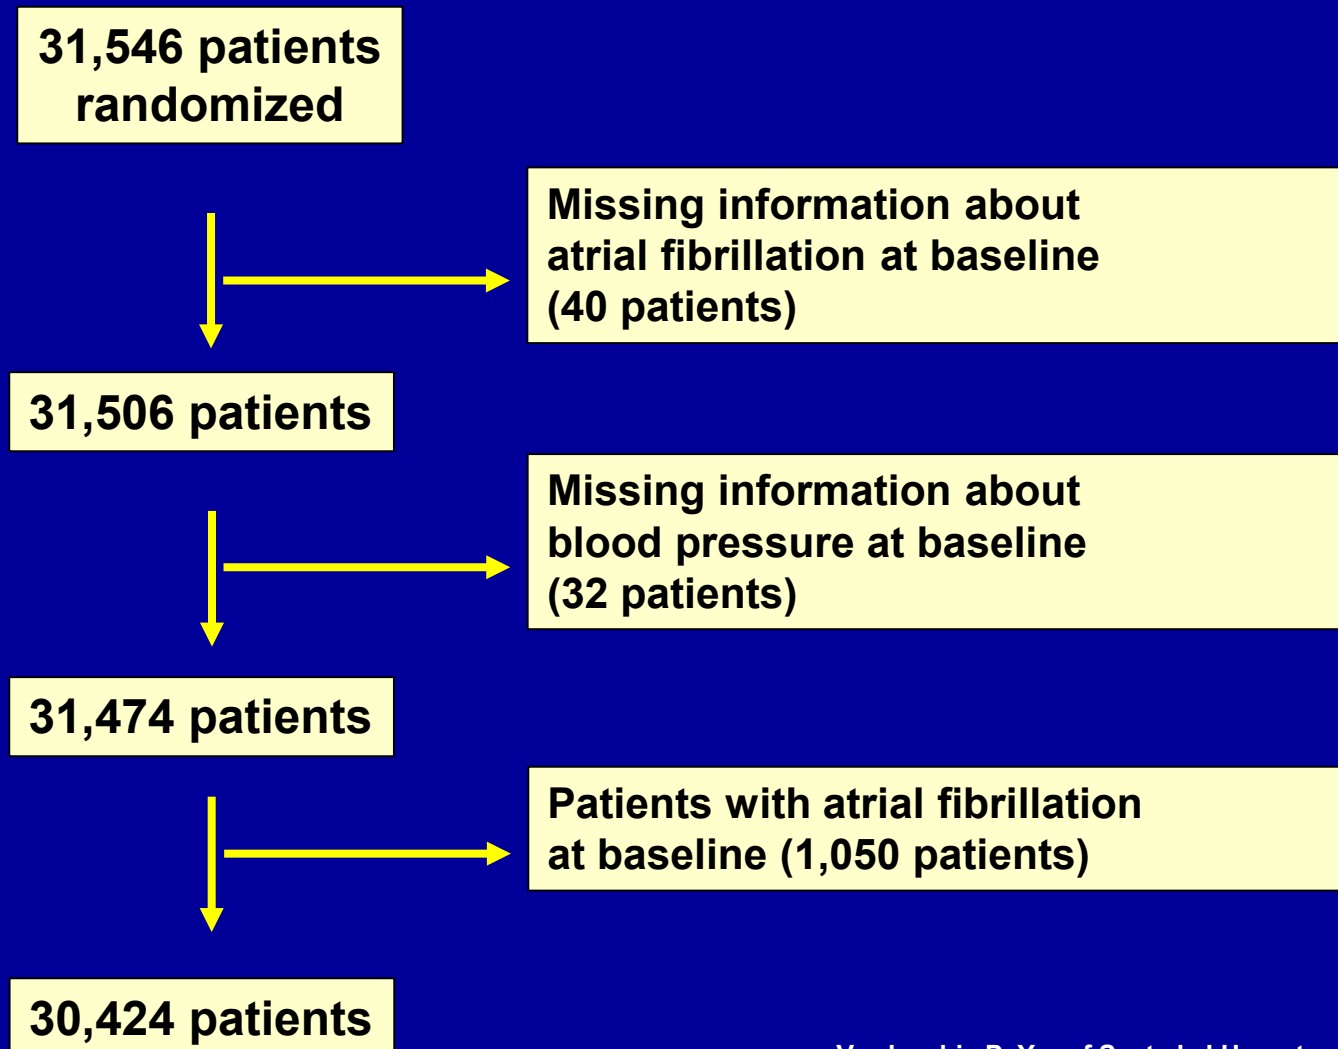 31,546 patients
randomized
Missing information about
atrial fibrillation at baseline
(40 patients)
31,506 patients
Missing information about
blood pressure at baseline
(32 patients)
31,474 patients
Patients with atrial fibrillation
at baseline (1,050 patients)
30,424 patients